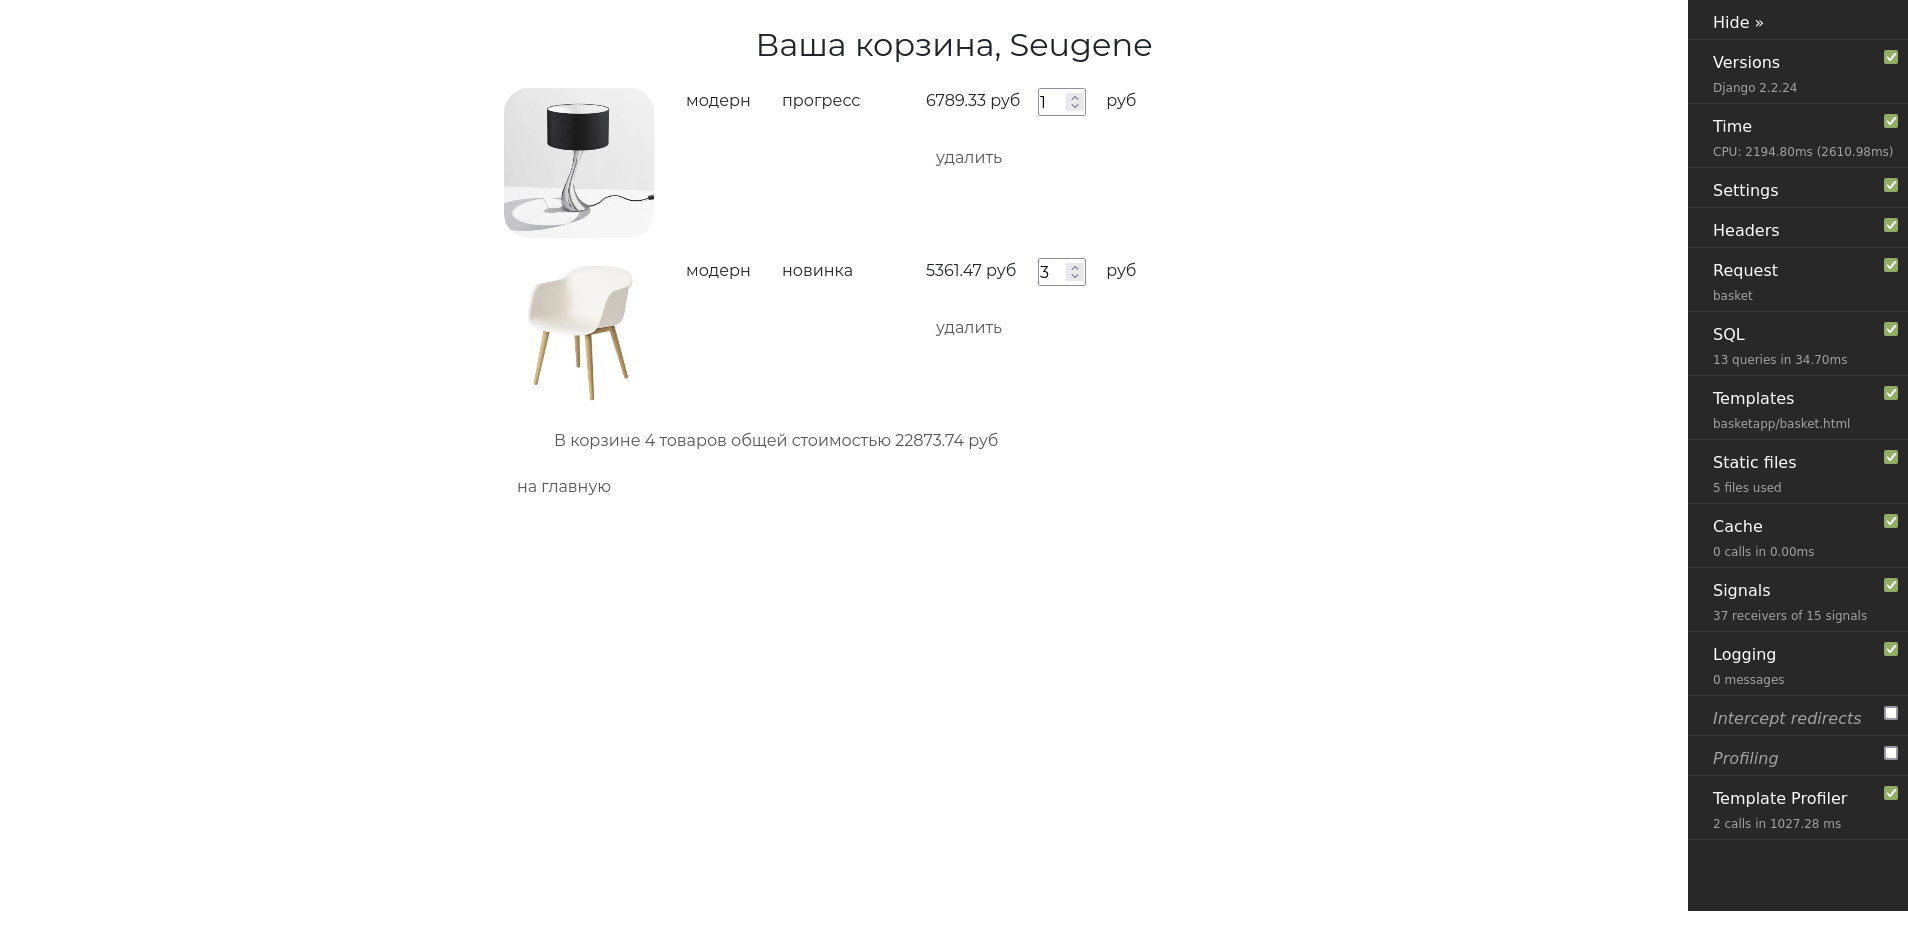 Ваша корзина, Seugene
модерн прогресс 6789.33 руб 1 руб
удалить
модерн новинка 5361.47 руб 3 руб
удалить
В корзине 4 товаров общей стоимостью 22873.74 руб
на главную
Hide »
Versions
Django 2.2.24
Time
CPU: 2194.80ms (2610.98ms)
Settings
Headers
Request
basket
SQL
13 queries in 34.70ms
Templates
basketapp/basket.html
Static files
5 files used
Cache
0 calls in 0.00ms
Signals
37 receivers of 15 signals
Logging
0 messages
Intercept redirects
Profiling
Template Profiler
2 calls in 1027.28 ms